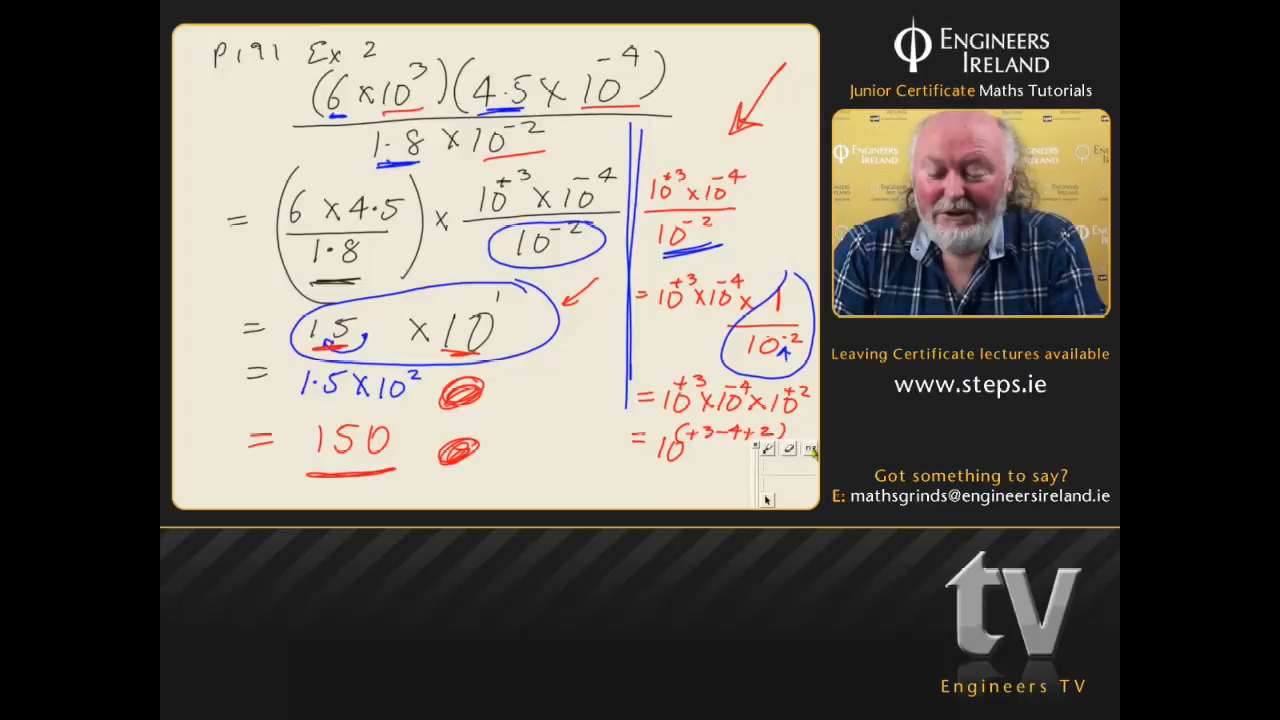 P191 Ex 2
(6 × 10³)(4.5 × 10⁻⁴)
1.8 × 10⁻²
= (6 × 4.5 / 1.8) × 10⁺³ × 10⁻⁴ / 10⁻²
= 15 × 10¹
= 1.5 × 10²
= 150
10⁺³ × 10⁻⁴
10⁻²
= 10⁺³ × 10⁻⁴ × 1
10⁻²
= 10⁺³ × 10⁻⁴ × 10⁺²
= 10⁽⁺³⁻⁴⁺²⁾
ENGINEERS
IRELAND
Junior Certificate Maths Tutorials
Leaving Certificate lectures available
www.steps.ie
Got something to say?
E: mathsgrinds@engineersireland.ie
tv
Engineers TV